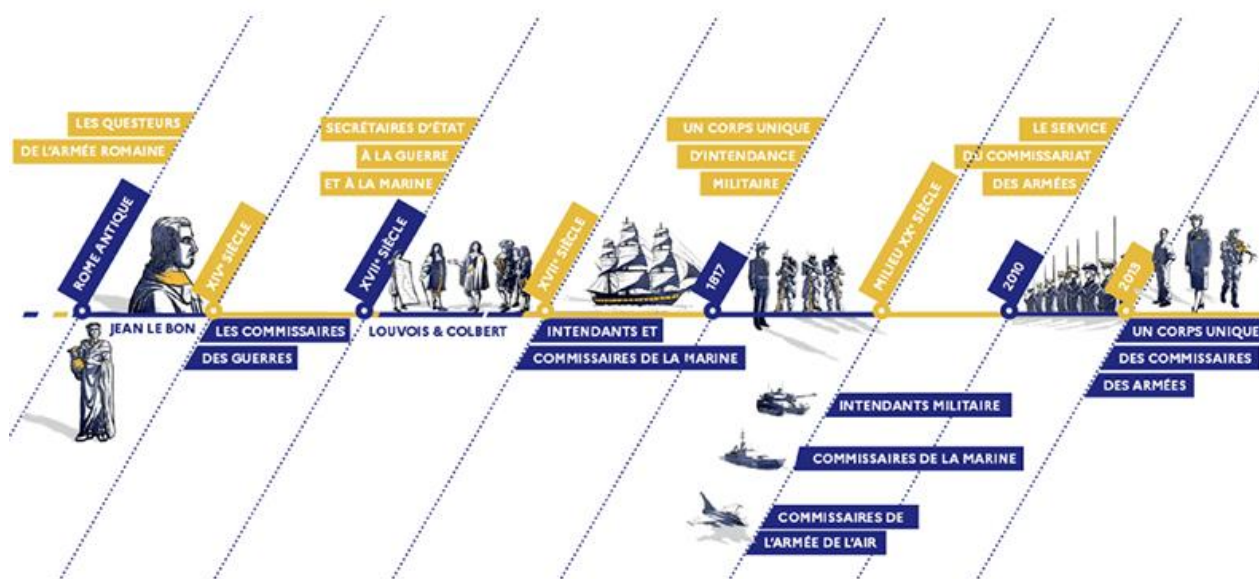 LES QUESTEURS
DE L'ARMÉE ROMAINE
ROME ANTIQUE
JEAN LE BON
XIVᵉ SIÈCLE
LES COMMISSAIRES
DES GUERRES
SECRÉTAIRES D'ÉTAT
À LA GUERRE
ET À LA MARINE
XVIIᵉ SIÈCLE
LOUVOIS & COLBERT
XVIIᵉ SIÈCLE
INTENDANTS ET
COMMISSAIRES DE LA MARINE
UN CORPS UNIQUE
D'INTENDANCE
MILITAIRE
1817
MILIEU XXᵉ SIÈCLE
INTENDANTS MILITAIRE
COMMISSAIRES DE LA MARINE
COMMISSAIRES DE
L'ARMÉE DE L'AIR
LE SERVICE
DU COMMISSARIAT
DES ARMÉES
2010
2013
UN CORPS UNIQUE
DES COMMISSAIRES
DES ARMÉES